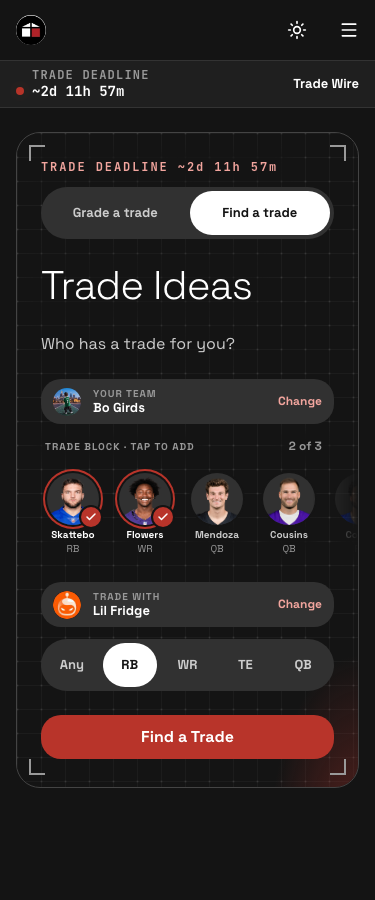 TRADE DEADLINE
~2d 11h 57m
Trade Wire
TRADE DEADLINE ~2d 11h 57m
Grade a trade
Find a trade
Trade Ideas
Who has a trade for you?
YOUR TEAM
Bo Girds
Change
TRADE BLOCK · TAP TO ADD
2 of 3
Skattebo
RB
Flowers
WR
Mendoza
QB
Cousins
QB
TRADE WITH
Lil Fridge
Change
Any
RB
WR
TE
QB
Find a Trade